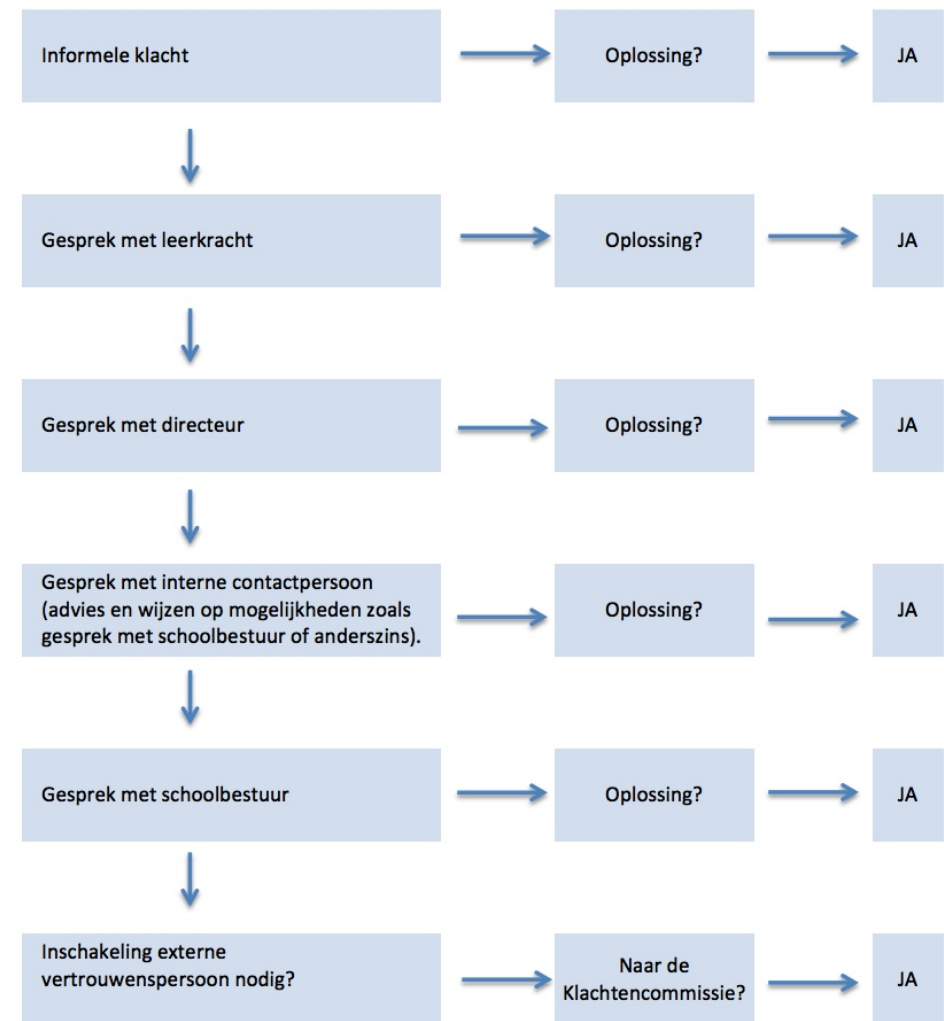 Informele klacht
Oplossing?
JA
Gesprek met leerkracht
Oplossing?
JA
Gesprek met directeur
Oplossing?
JA
Gesprek met interne contactpersoon
(advies en wijzen op mogelijkheden zoals
gesprek met schoolbestuur of anderszins).
Oplossing?
JA
Gesprek met schoolbestuur
Oplossing?
JA
Inschakeling externe
vertrouwenspersoon nodig?
Naar de
Klachtencommissie?
JA